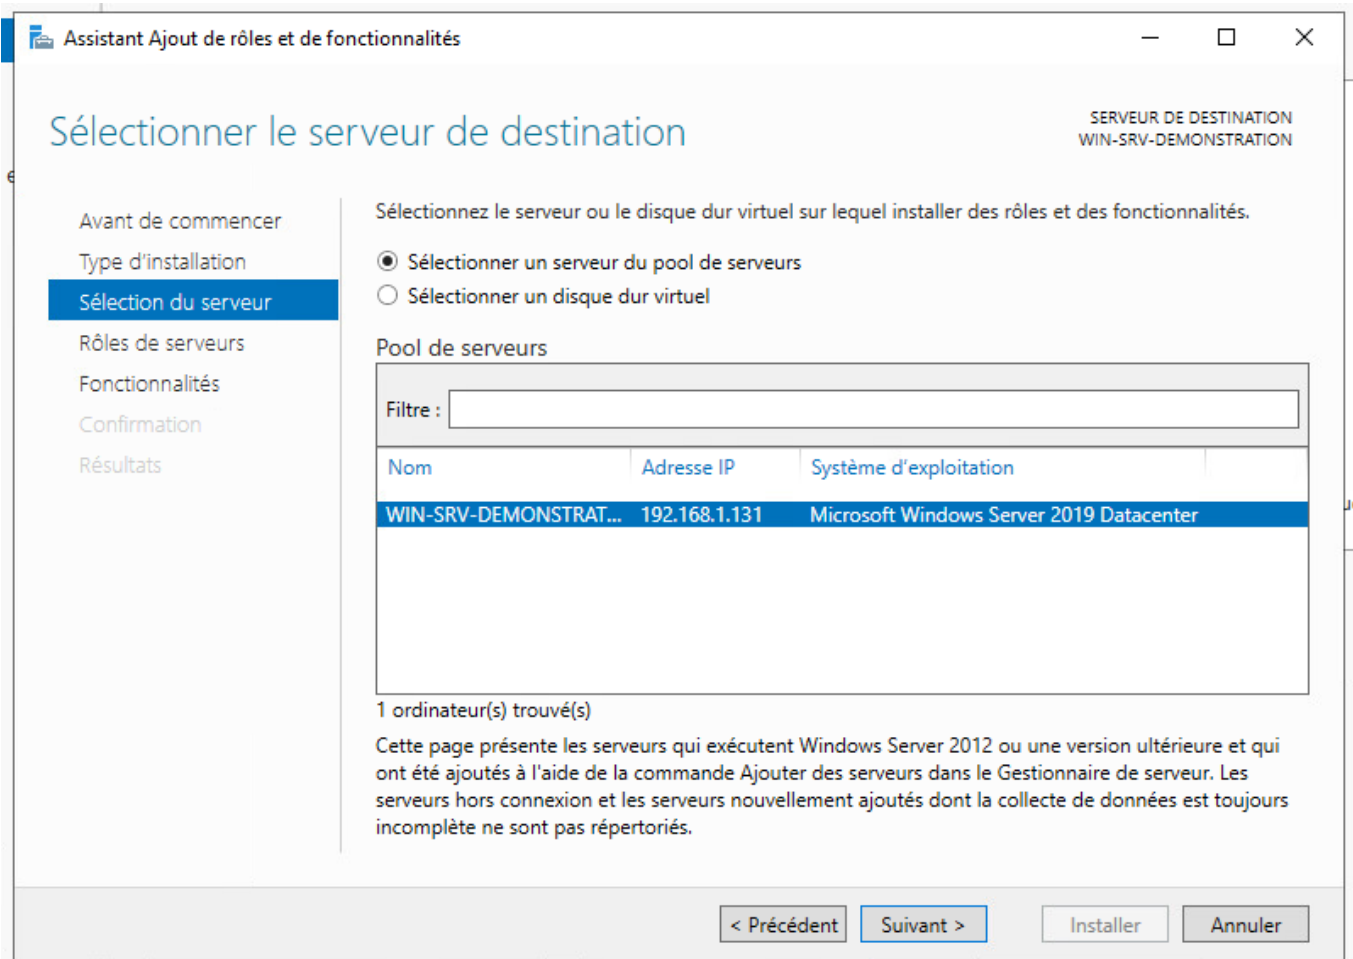 Assistant Ajout de rôles et de fonctionnalités
Sélectionner le serveur de destination
SERVEUR DE DESTINATION
WIN-SRV-DEMONSTRATION
Avant de commencer
Type d'installation
Sélection du serveur
Rôles de serveurs
Fonctionnalités
Confirmation
Résultats
Sélectionnez le serveur ou le disque dur virtuel sur lequel installer des rôles et des fonctionnalités.
Sélectionner un serveur du pool de serveurs
Sélectionner un disque dur virtuel
Pool de serveurs
Filtre :
Nom Adresse IP Système d'exploitation
WIN-SRV-DEMONSTRAT... 192.168.1.131 Microsoft Windows Server 2019 Datacenter
1 ordinateur(s) trouvé(s)
Cette page présente les serveurs qui exécutent Windows Server 2012 ou une version ultérieure et qui
ont été ajoutés à l'aide de la commande Ajouter des serveurs dans le Gestionnaire de serveur. Les
serveurs hors connexion et les serveurs nouvellement ajoutés dont la collecte de données est toujours
incomplète ne sont pas répertoriés.
< Précédent Suivant > Installer Annuler